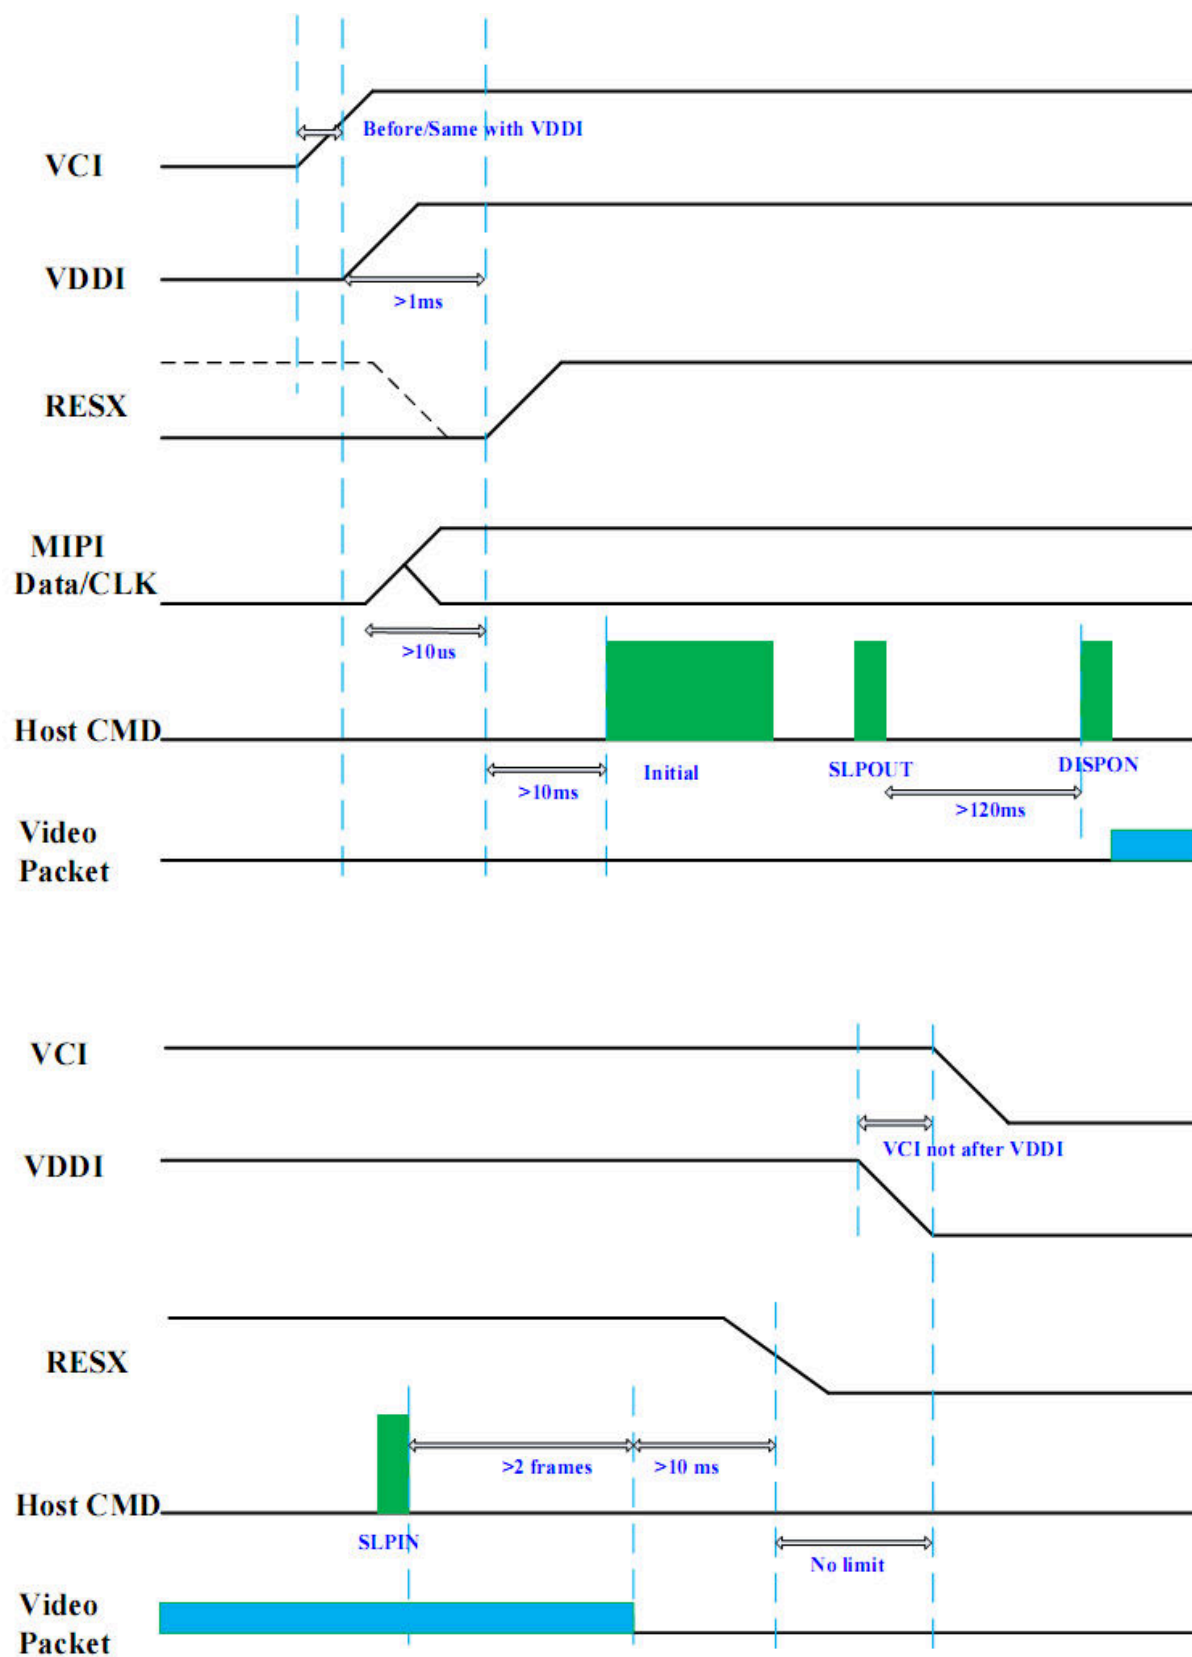 Before/Same with VDDI
VCI
VDDI
>1ms
RESX
MIPI
Data/CLK
>10us
Host CMD
Initial
SLPOUT
DISPON
>10ms
>120ms
Video
Packet
VCI
VCI not after VDDI
VDDI
RESX
>2 frames
>10 ms
Host CMD
SLPIN
No limit
Video
Packet